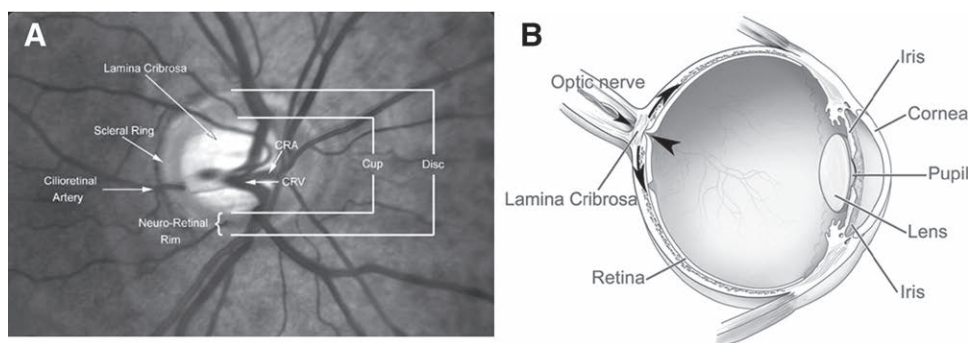 A
Lamina Cribrosa
Scleral Ring
Cilioretinal
Artery
Neuro-Retinal
Rim
CRA
CRV
Cup
Disc
B
Optic nerve
Lamina Cribrosa
Retina
Iris
Cornea
Pupil
Lens
Iris